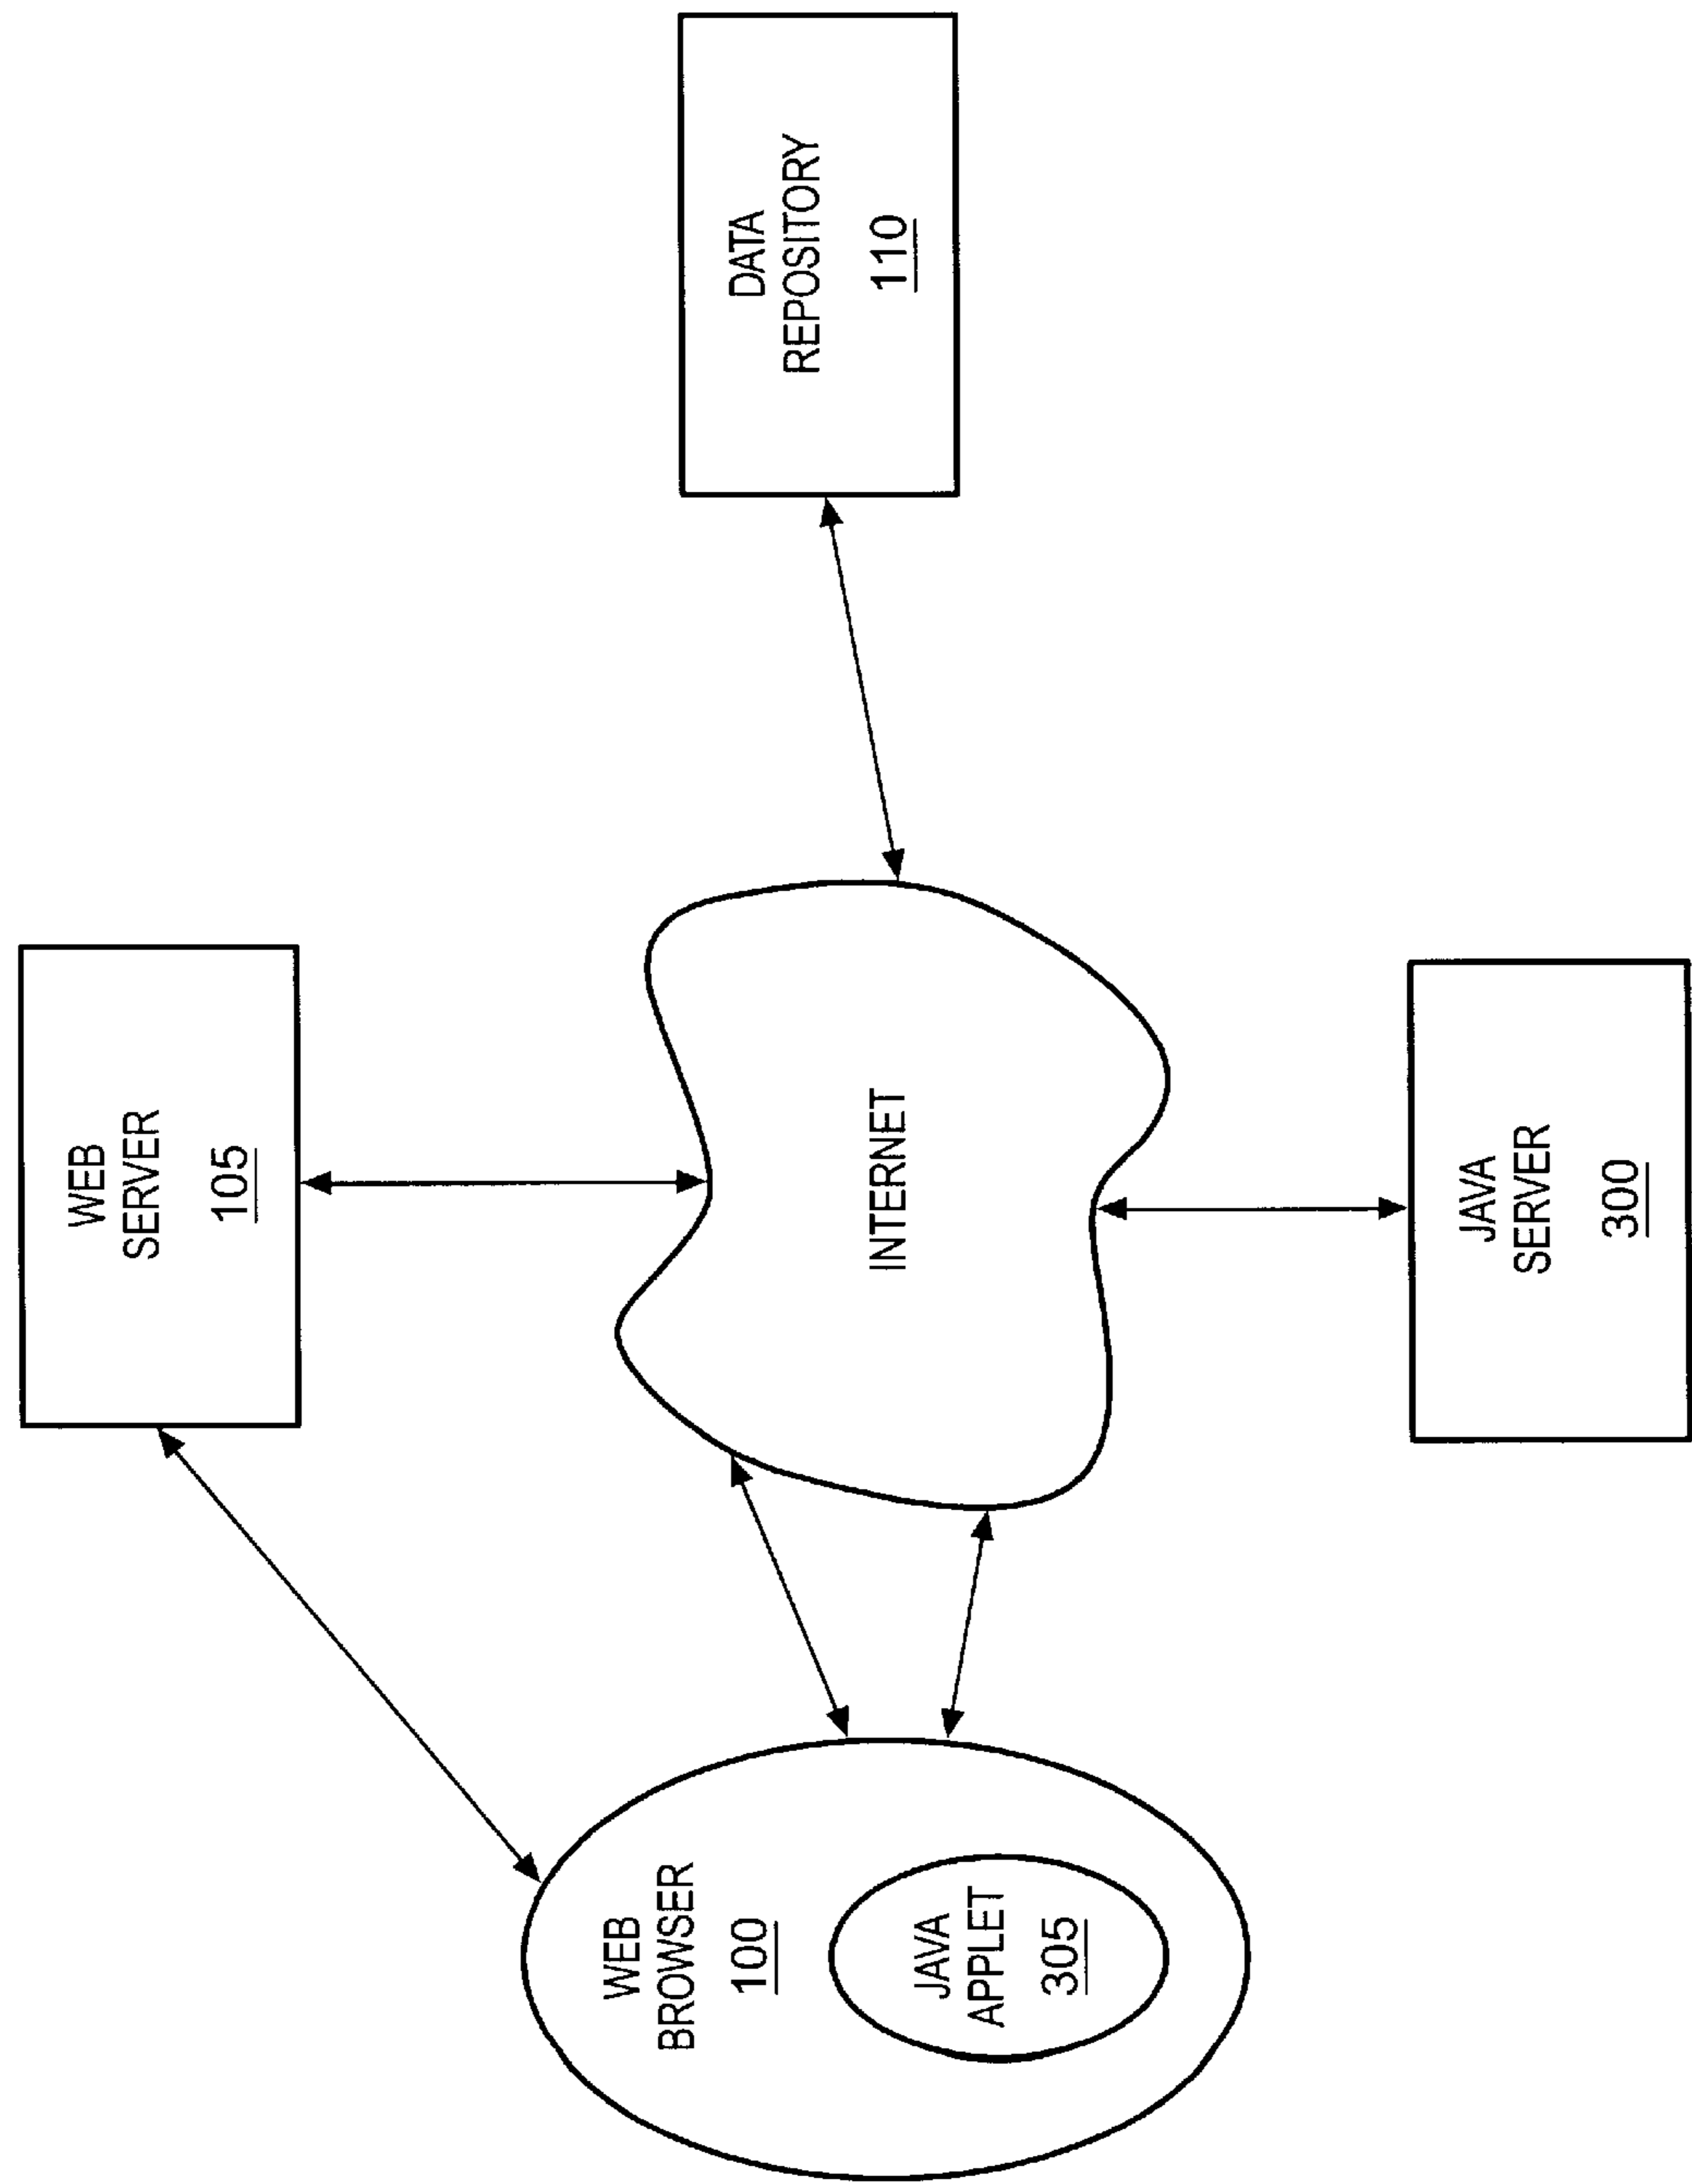 WEB
SERVER
105
WEB
BROWSER
100
JAVA
APPLET
305
INTERNET
DATA
REPOSITORY
110
JAVA
SERVER
300